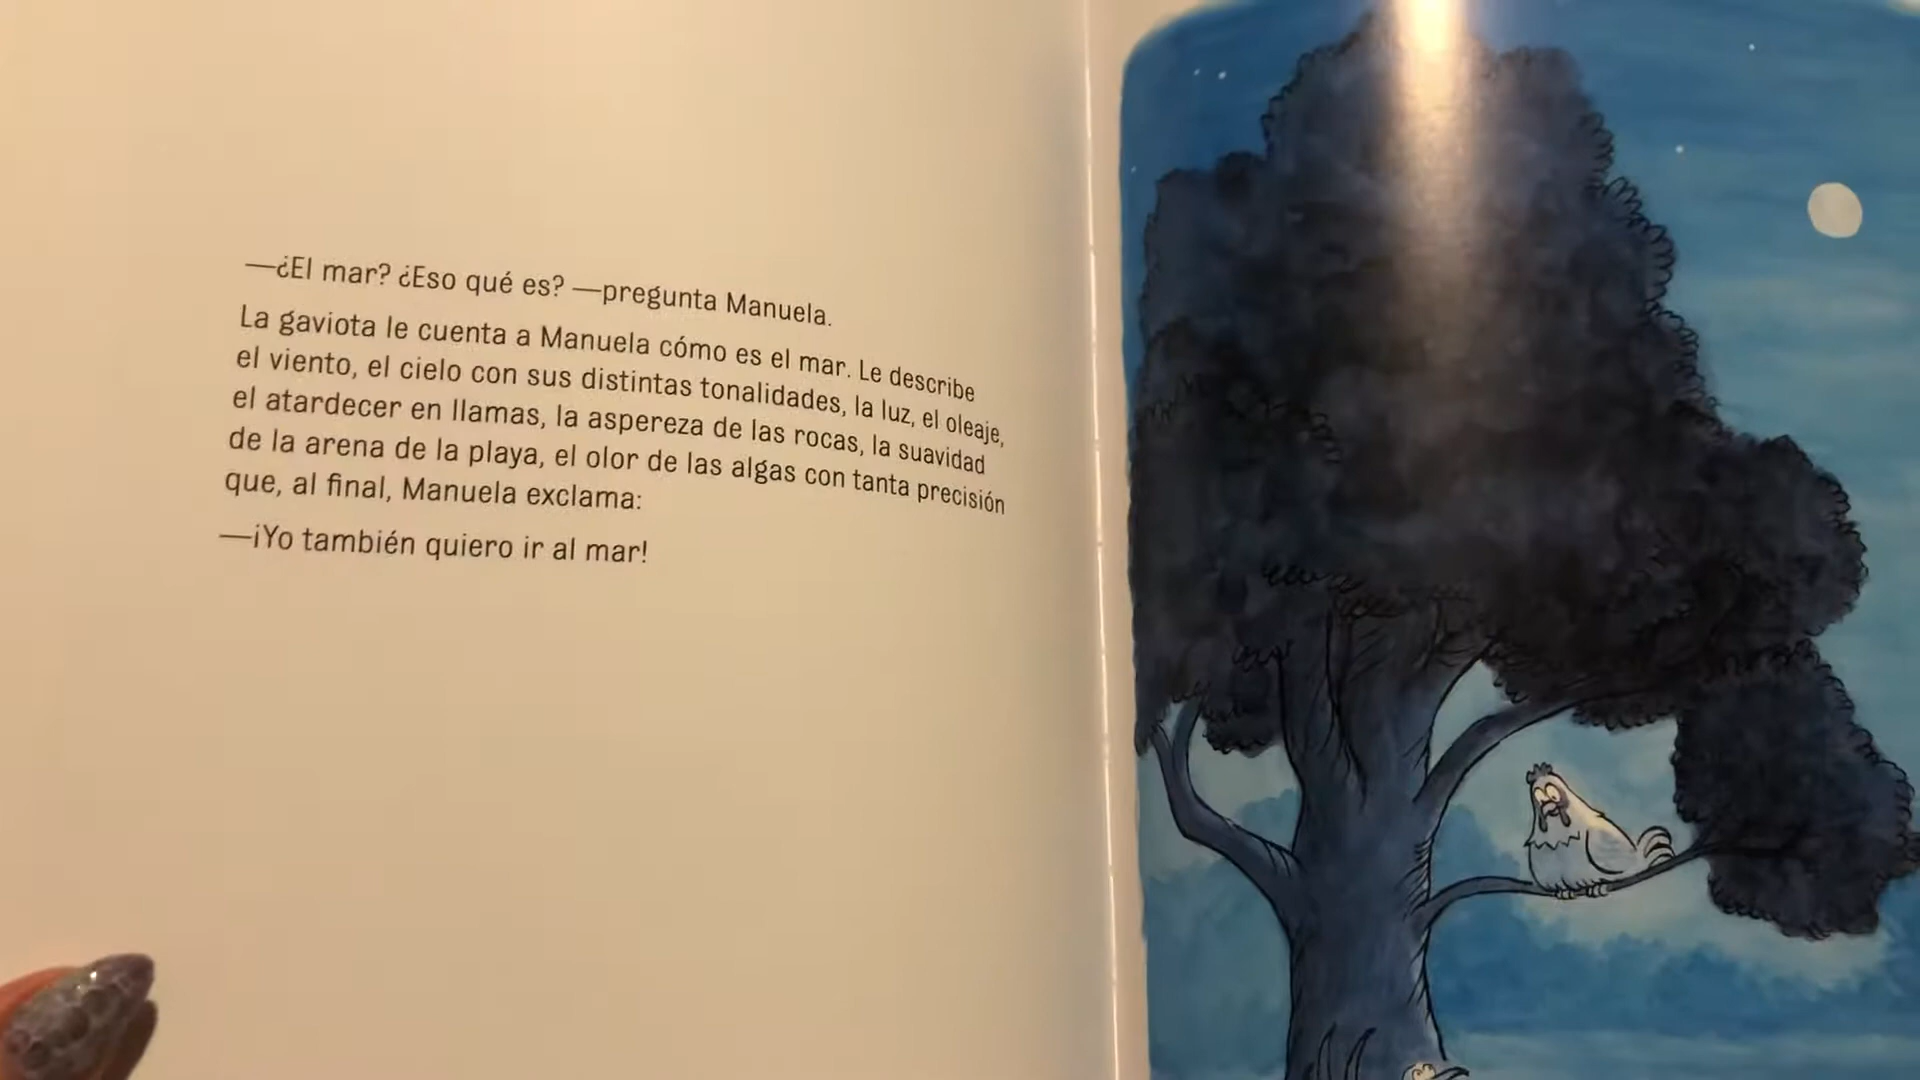 —¿El mar? ¿Eso qué es? —pregunta Manuela.
La gaviota le cuenta a Manuela cómo es el mar. Le describe
el viento, el cielo con sus distintas tonalidades, la luz, el oleaje,
el atardecer en llamas, la aspereza de las rocas, la suavidad
de la arena de la playa, el olor de las algas con tanta precisión
que, al final, Manuela exclama:
—¡Yo también quiero ir al mar!